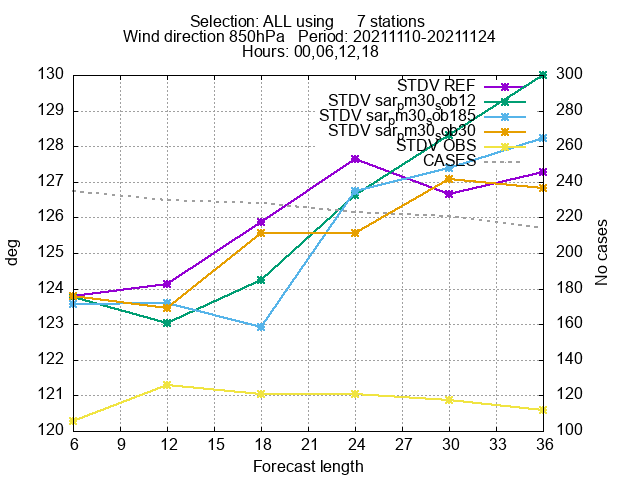 Selection: ALL using 7 stations
Wind direction 850hPa Period: 20211110-20211124
Hours: 00,06,12,18
130 300
129 280
128 260
127 240
126 220
125 200
124 180
123 160
122 140
121 120
120 100
STDV REF
STDV sar_pm30_sob12
STDV sar_pm30_sob185
STDV sar_pm30_sob30
STDV OBS
CASES
deg
No cases
6 9 12 15 18 21 24 27 30 33 36
Forecast length